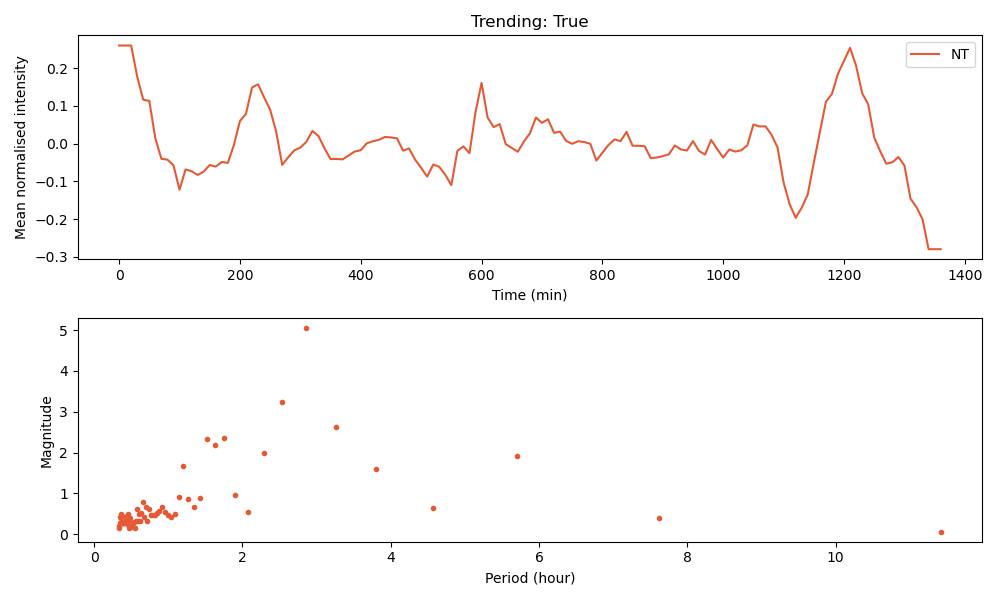 Trending: True
Mean normalised intensity
0.2
0.1
0.0
−0.1
−0.2
−0.3
NT
0 200 400 600 800 1000 1200 1400
Time (min)
Magnitude
5
4
3
2
1
0
0 2 4 6 8 10
Period (hour)